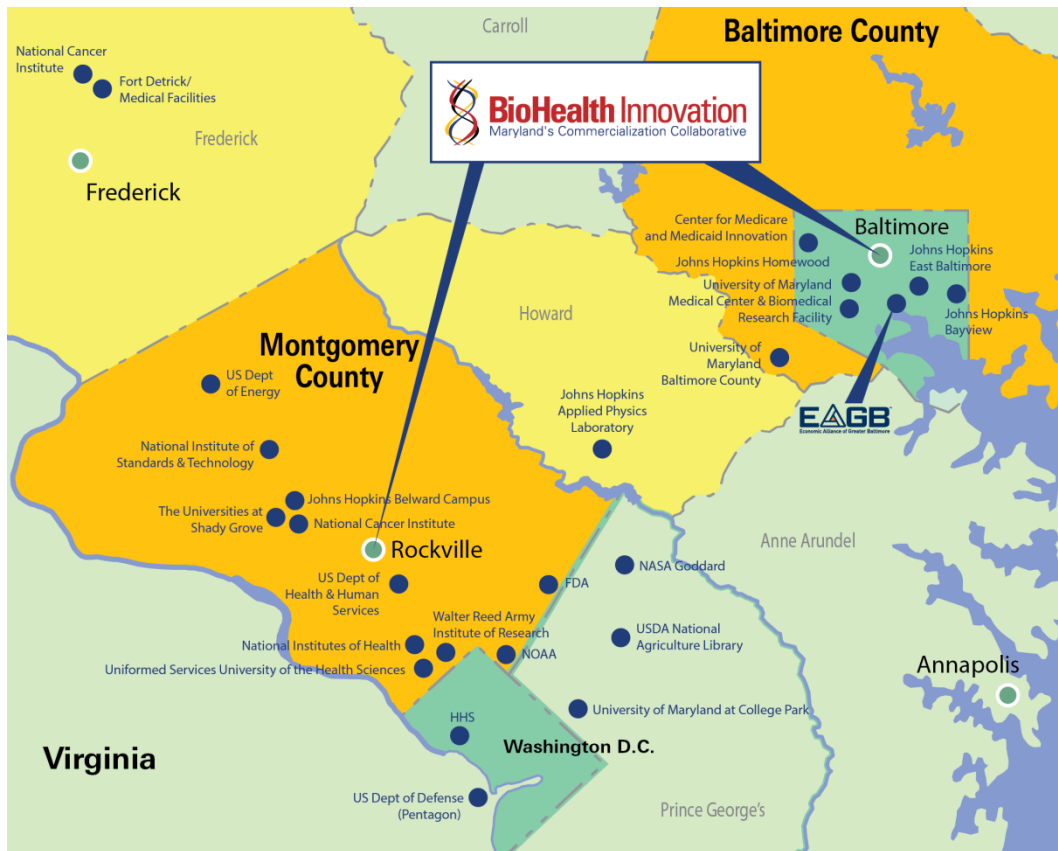 Carroll
Baltimore County
National Cancer
Institute
Fort Detrick/
Medical Facilities
BioHealth Innovation
Maryland's Commercialization Collaborative
Frederick
Frederick
Center for Medicare
and Medicaid Innovation
Baltimore
Johns Hopkins
East Baltimore
Johns Hopkins Homewood
University of Maryland
Medical Center & Biomedical
Research Facility
Johns Hopkins
Bayview
Howard
Montgomery
County
University of
Maryland
Baltimore County
US Dept
of Energy
Johns Hopkins
Applied Physics
Laboratory
EAGB
Economic Alliance of Greater Baltimore
National Institute of
Standards & Technology
Johns Hopkins Belward Campus
The Universities at
Shady Grove
National Cancer Institute
Rockville
Anne Arundel
US Dept of
Health & Human
Services
FDA
NASA Goddard
Walter Reed Army
Institute of Research
USDA National
Agriculture Library
National Institutes of Health
NOAA
Uniformed Services University of the Health Sciences
Annapolis
University of Maryland at College Park
HHS
Washington D.C.
Virginia
US Dept of Defense
(Pentagon)
Prince George's